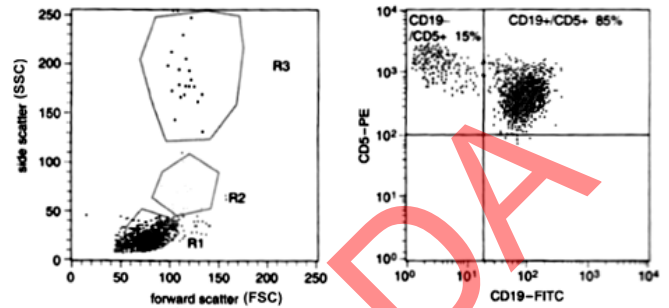 side scatter (SSC)
250
200
150
100
50
0
R3
R2
R1
0 50 100 150 200 250
forward scatter (FSC)
CD19–
/CD5+ 15%
CD19+/CD5+ 85%
CD5–PE
10⁴
10³
10²
10¹
10⁰
10⁰ 10¹ 10² 10³ 10⁴
CD19–FITC
DA